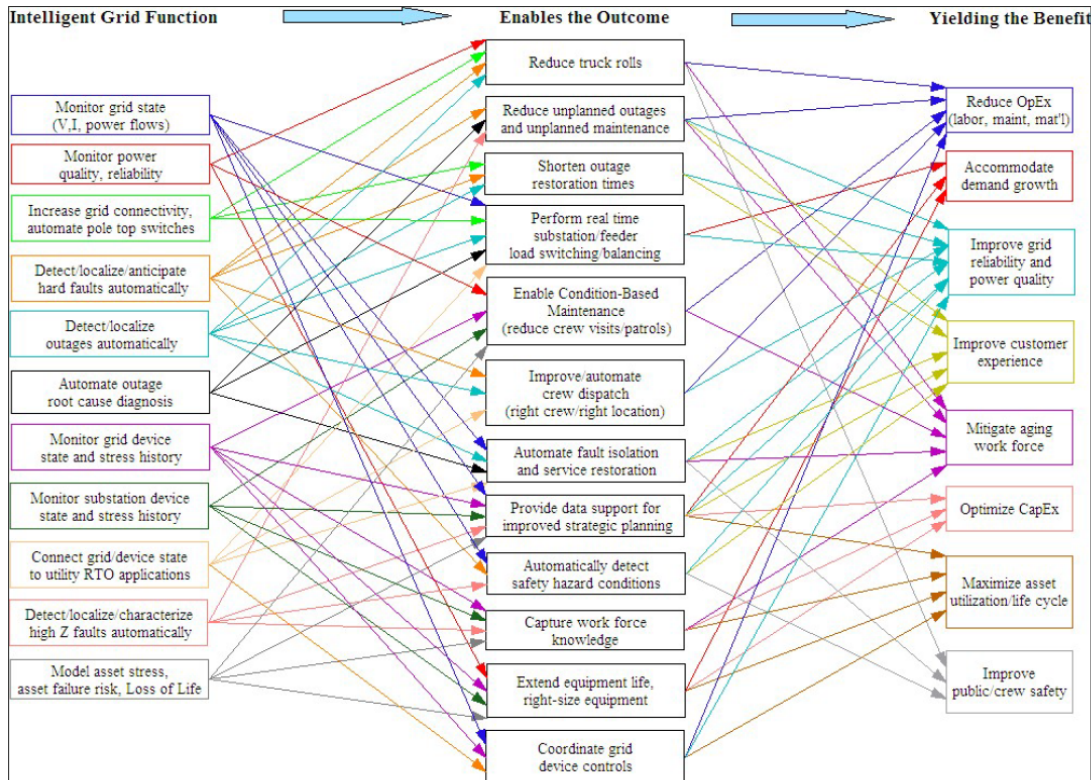 Intelligent Grid Function
Enables the Outcome
Yielding the Benefit
Monitor grid state
(V,I, power flows)
Monitor power
quality, reliability
Increase grid connectivity,
automate pole top switches
Detect/localize/anticipate
hard faults automatically
Detect/localize
outages automatically
Automate outage
root cause diagnosis
Monitor grid device
state and stress history
Monitor substation device
state and stress history
Connect grid/device state
to utility RTO applications
Detect/localize/characterize
high Z faults automatically
Model asset stress,
asset failure risk, Loss of Life
Reduce truck rolls
Reduce unplanned outages
and unplanned maintenance
Shorten outage
restoration times
Perform real time
substation/feeder
load switching/balancing
Enable Condition-Based
Maintenance
(reduce crew visits/patrols)
Improve/automate
crew dispatch
(right crew/right location)
Automate fault isolation
and service restoration
Provide data support for
improved strategic planning
Automatically detect
safety hazard conditions
Capture work force
knowledge
Extend equipment life,
right-size equipment
Coordinate grid
device controls
Reduce OpEx
(labor, maint, mat'l)
Accommodate
demand growth
Improve grid
reliability and
power quality
Improve customer
experience
Mitigate aging
work force
Optimize CapEx
Maximize asset
utilization/life cycle
Improve
public/crew safety